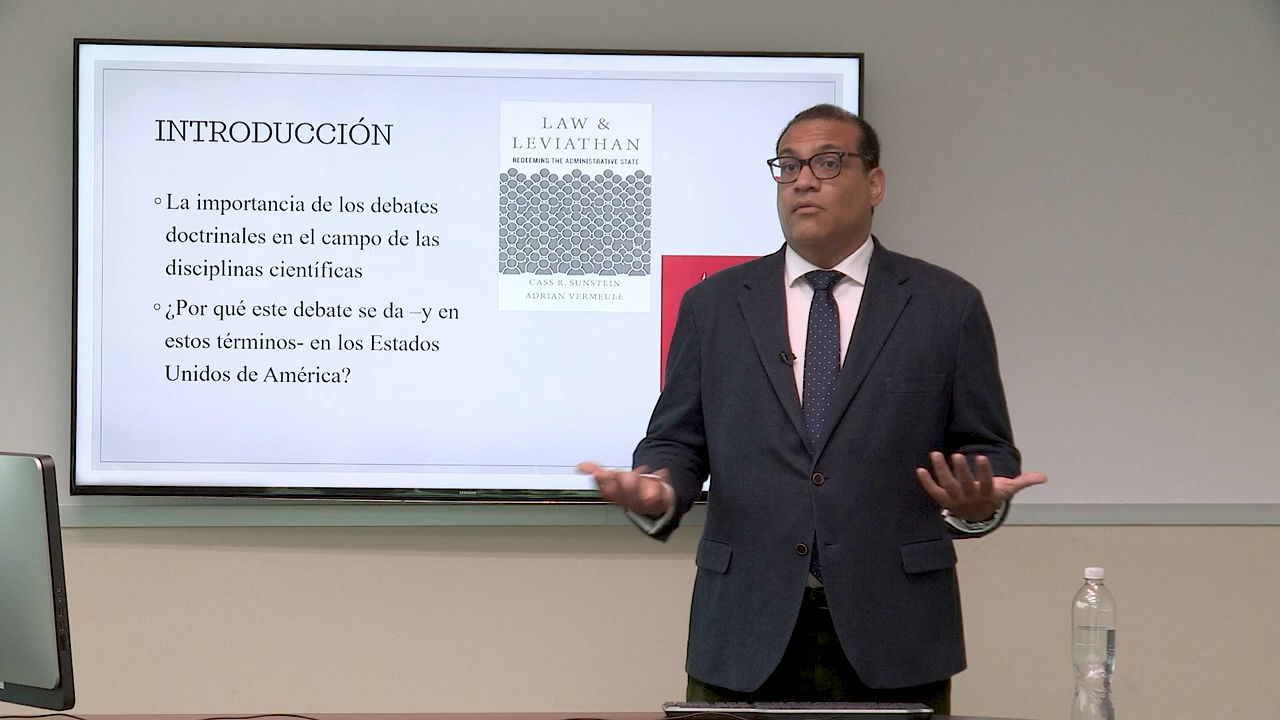 INTRODUCCIÓN
◦ La importancia de los debates
doctrinales en el campo de las
disciplinas científicas
◦ ¿Por qué este debate se da –y en
estos términos- en los Estados
Unidos de América?
LAW &
LEVIATHAN
REDEEMING THE ADMINISTRATIVE STATE
CASS R. SUNSTEIN
ADRIAN VERMEULE
SAMSUNG